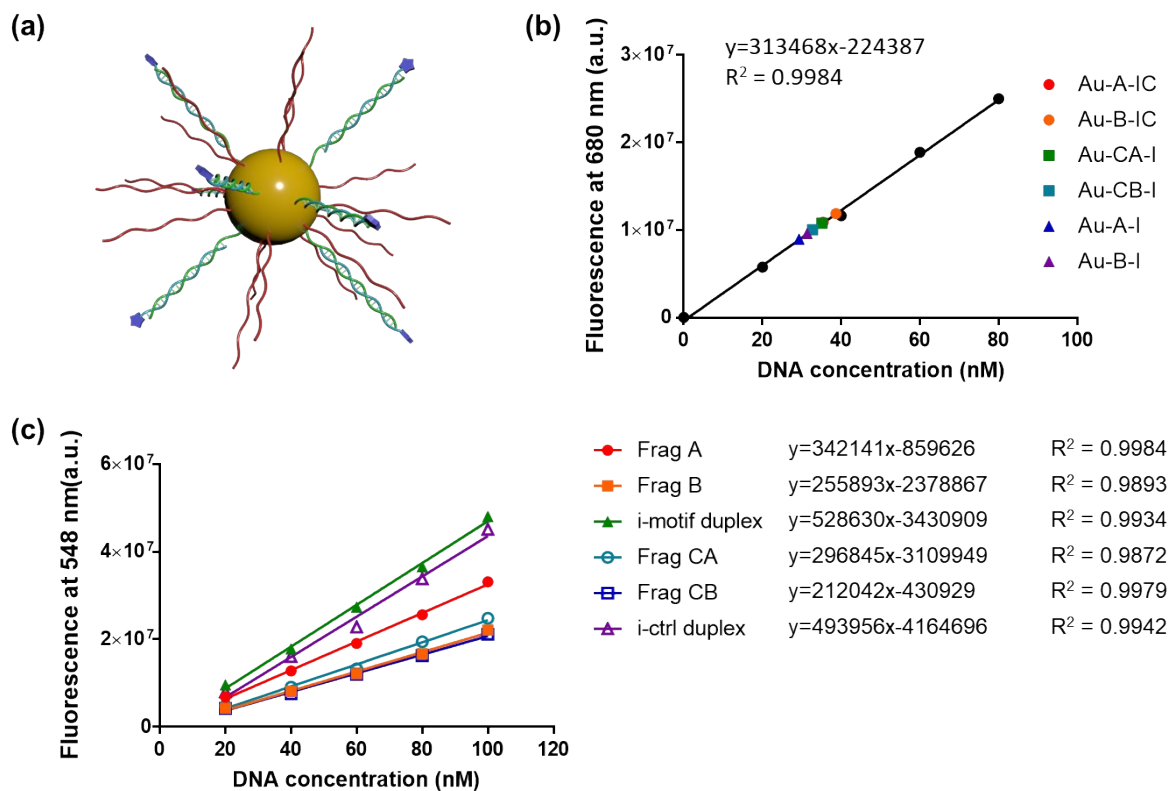 (a)
(b)
y=313468x-224387
R² = 0.9984
Fluorescence at 680 nm (a.u.)
3×10⁷
2×10⁷
1×10⁷
0
0 20 40 60 80 100
DNA concentration (nM)
Au-A-IC
Au-B-IC
Au-CA-I
Au-CB-I
Au-A-I
Au-B-I
(c)
Fluorescence at 548 nm(a.u.)
6×10⁷
4×10⁷
2×10⁷
0
0 20 40 60 80 100 120
DNA concentration (nM)
Frag A y=342141x-859626 R² = 0.9984
Frag B y=255893x-2378867 R² = 0.9893
i-motif duplex y=528630x-3430909 R² = 0.9934
Frag CA y=296845x-3109949 R² = 0.9872
Frag CB y=212042x-430929 R² = 0.9979
i-ctrl duplex y=493956x-4164696 R² = 0.9942